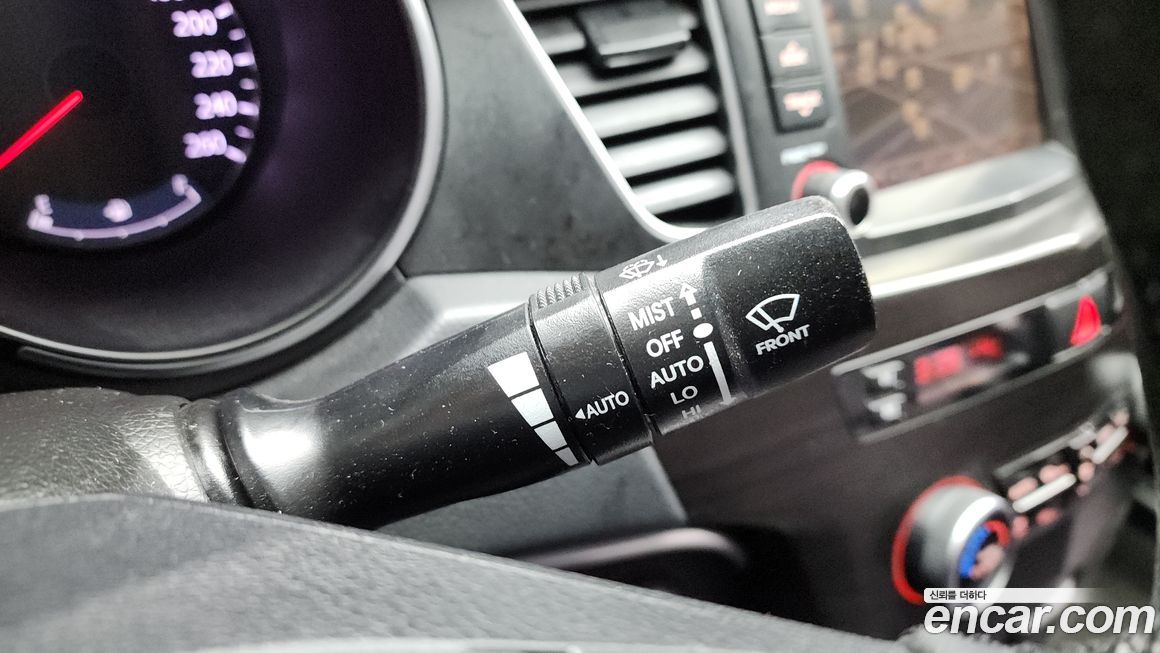 200
220
240
260
E
F
MIST
OFF
AUTO
LO
HI
FRONT
AUTO
신뢰를 더하다
encar.com